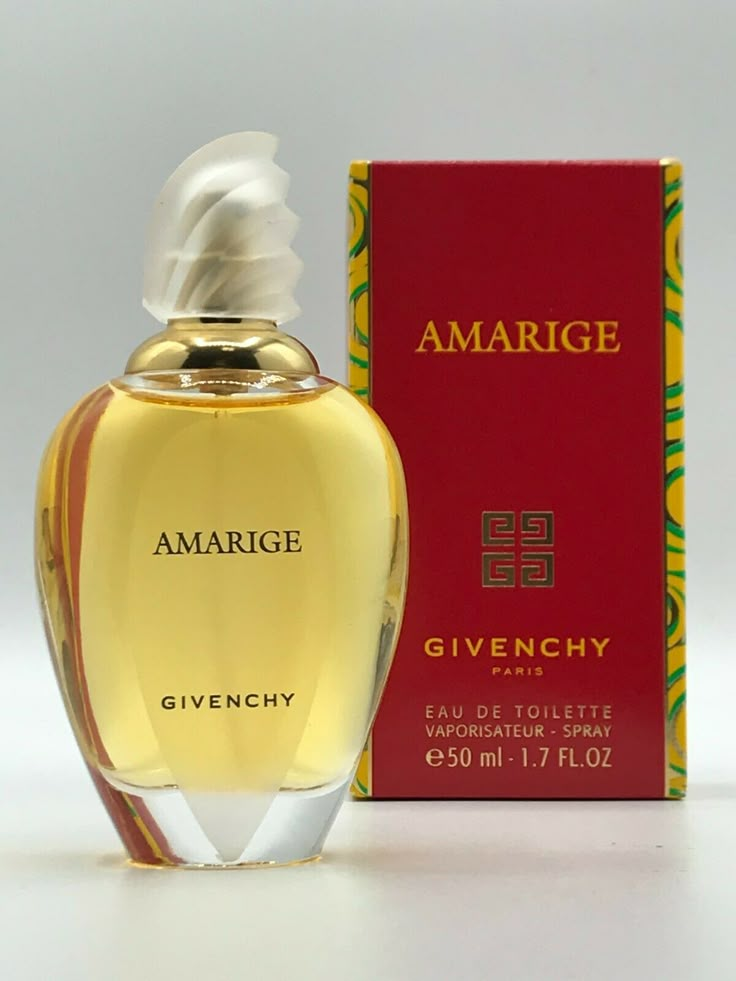 AMARIGE
GIVENCHY
AMARIGE
GIVENCHY
PARIS
EAU DE TOILETTE
VAPORISATEUR - SPRAY
℮50 ml - 1.7 FL.OZ